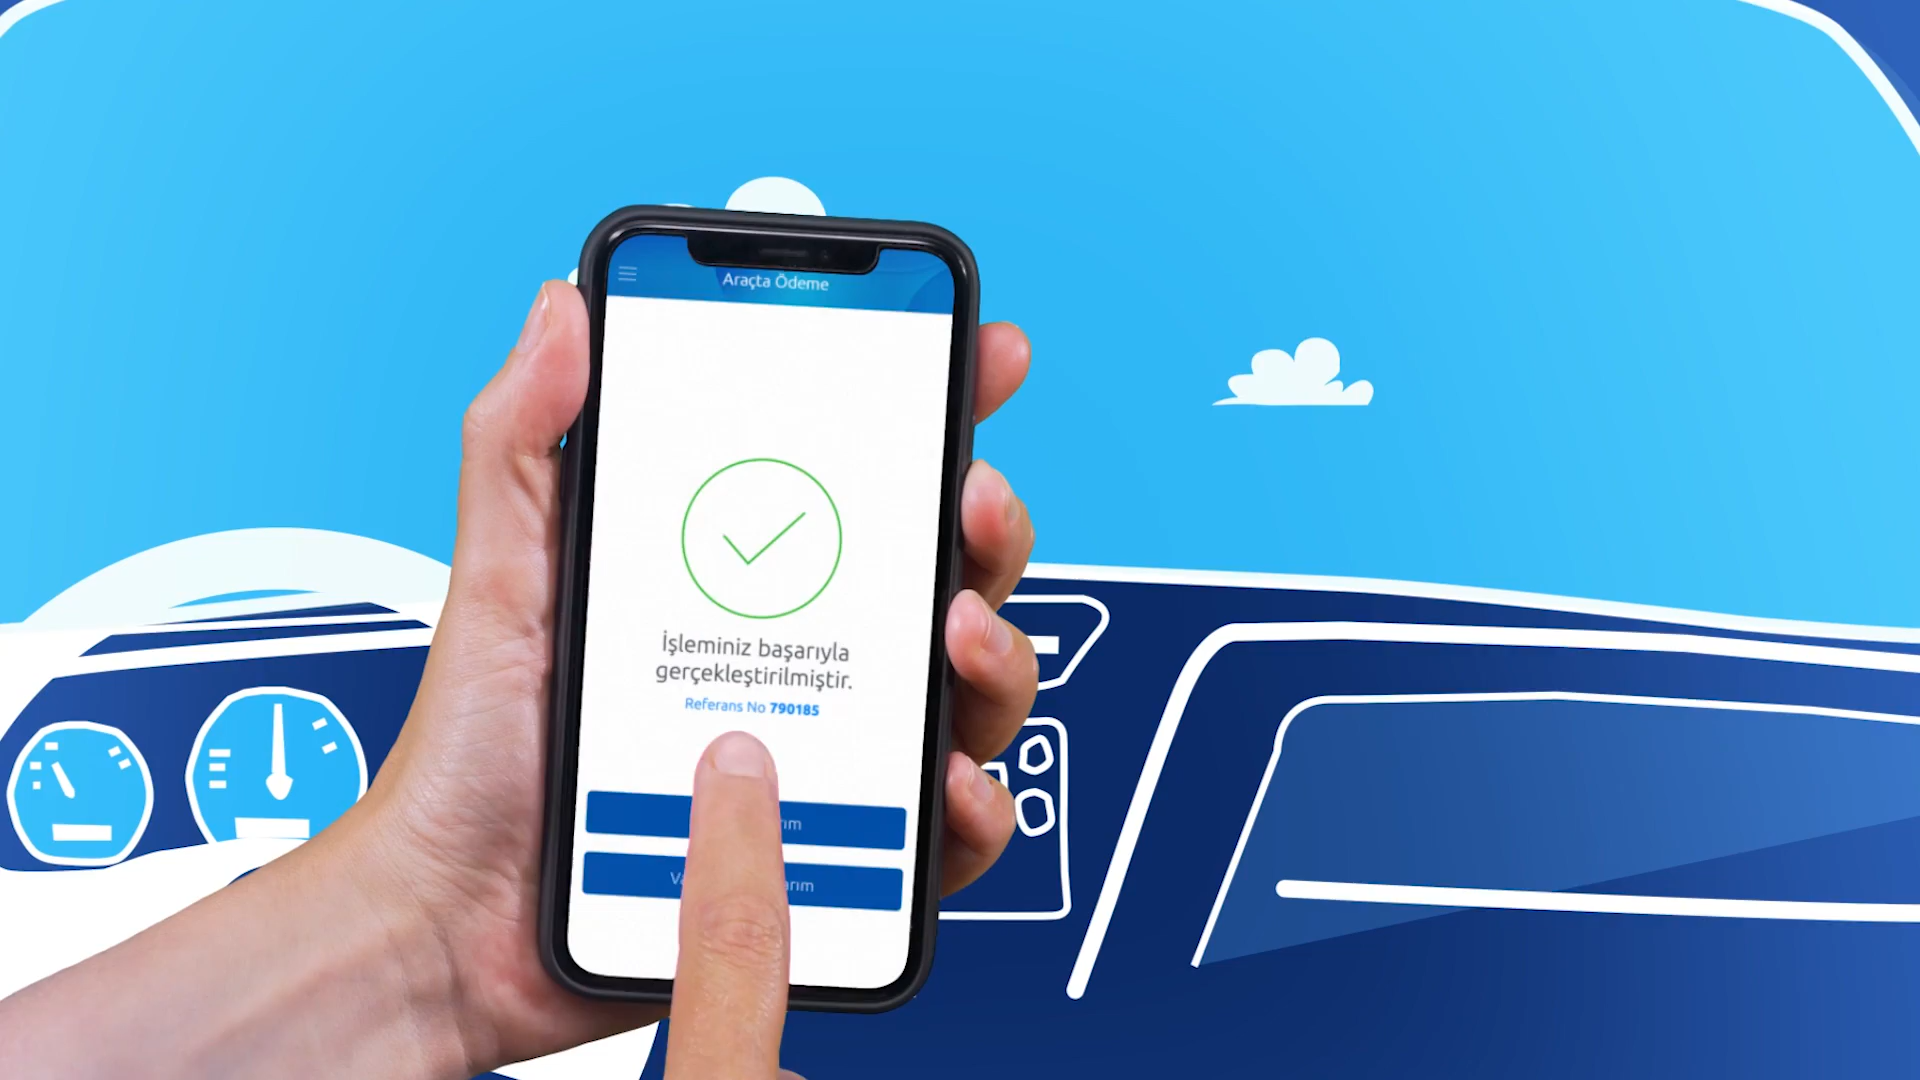 Araçta Ödeme
İşleminiz başarıyla
gerçekleştirilmiştir.
Referans No 790185